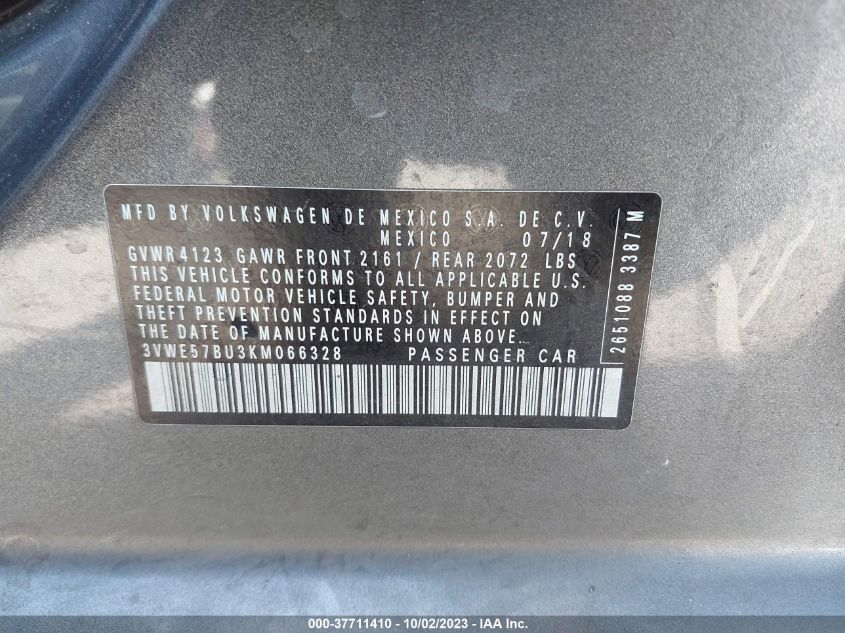 MFD BY VOLKSWAGEN DE MEXICO S.A. DE C.V.
MEXICO 07/18
GVWR 4123 GAWR FRONT 2161 / REAR 2072 LBS
THIS VEHICLE CONFORMS TO ALL APPLICABLE U.S.
FEDERAL MOTOR VEHICLE SAFETY, BUMPER AND
THEFT PREVENTION STANDARDS IN EFFECT ON
THE DATE OF MANUFACTURE SHOWN ABOVE.
3VWE57BU3KM066328 PASSENGER CAR
2651088 3387 M
000-37711410 - 10/02/2023 - IAA Inc.